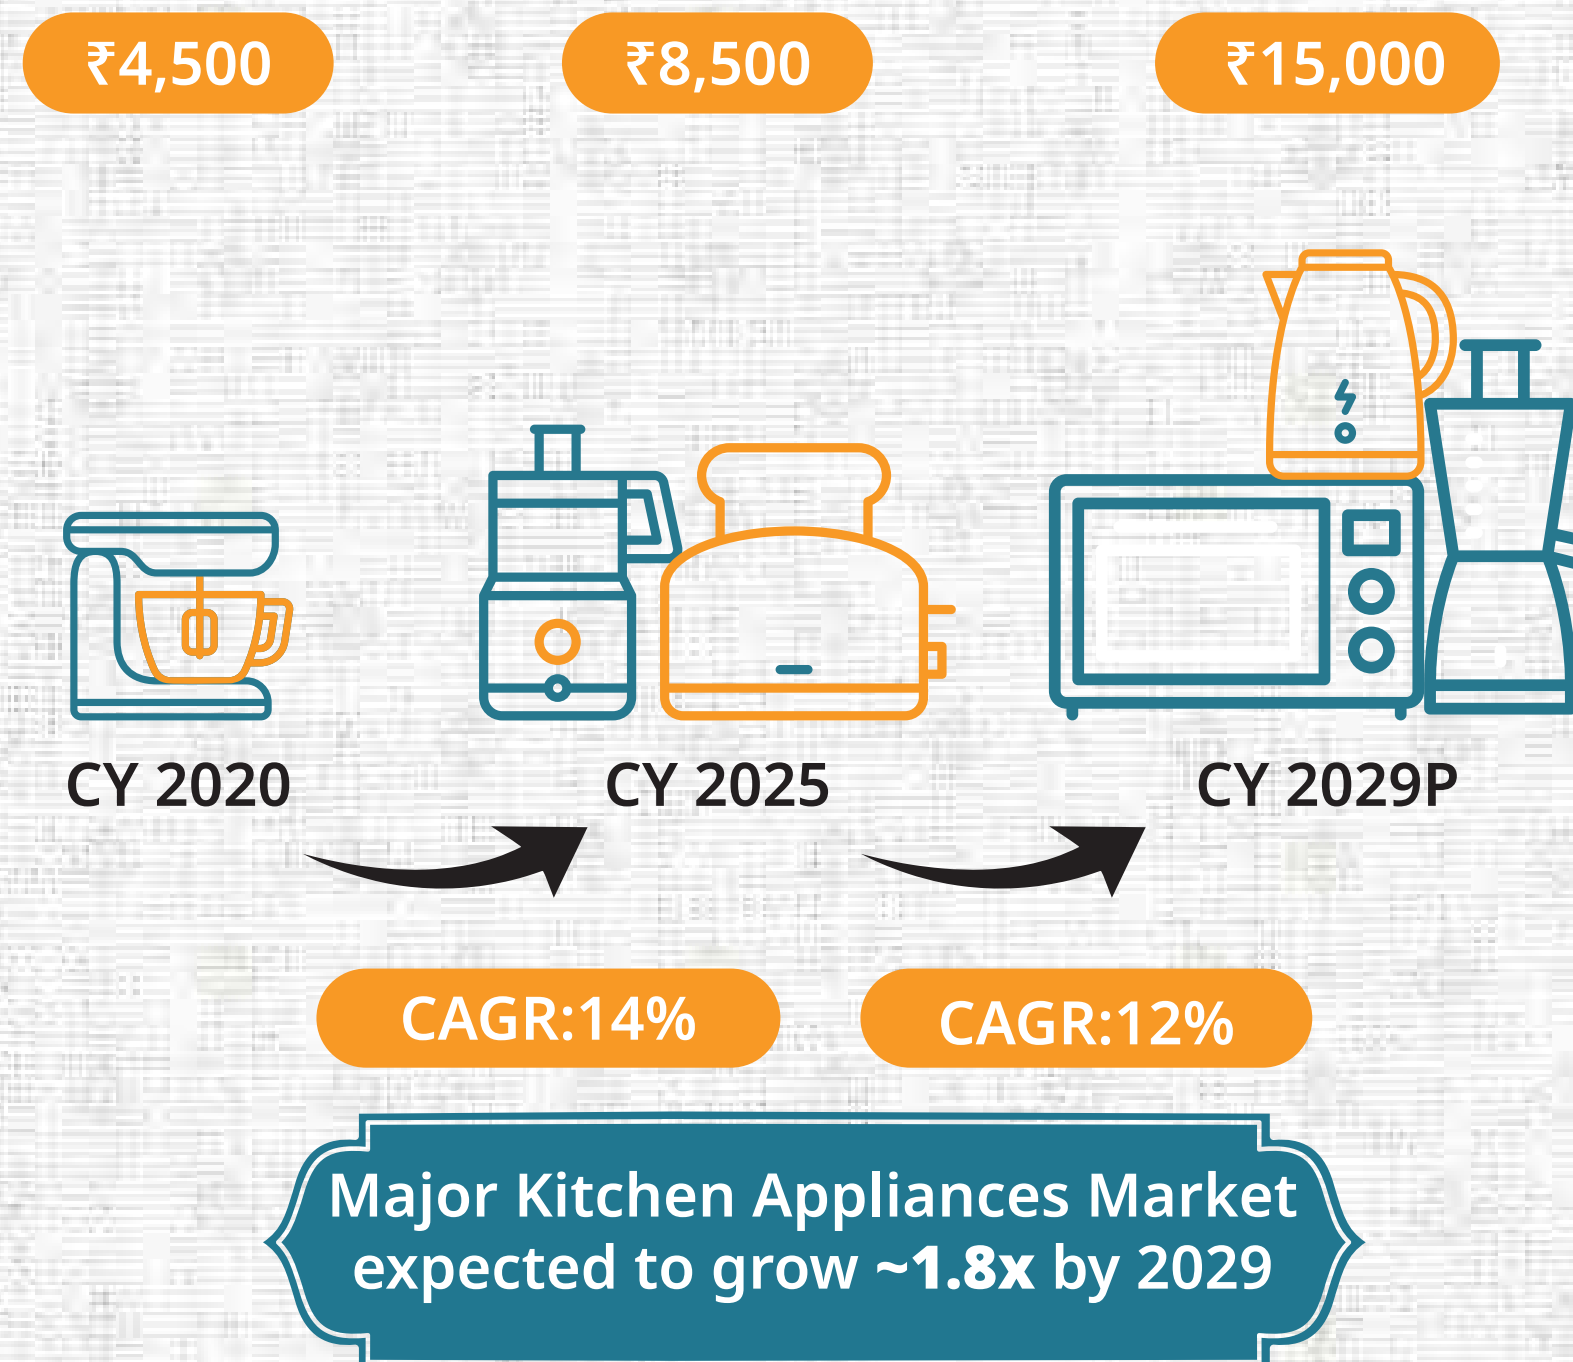 ₹4,500
₹8,500
₹15,000
CY 2020
CY 2025
CY 2029P
CAGR:14%
CAGR:12%
Major Kitchen Appliances Market
expected to grow ~1.8x by 2029